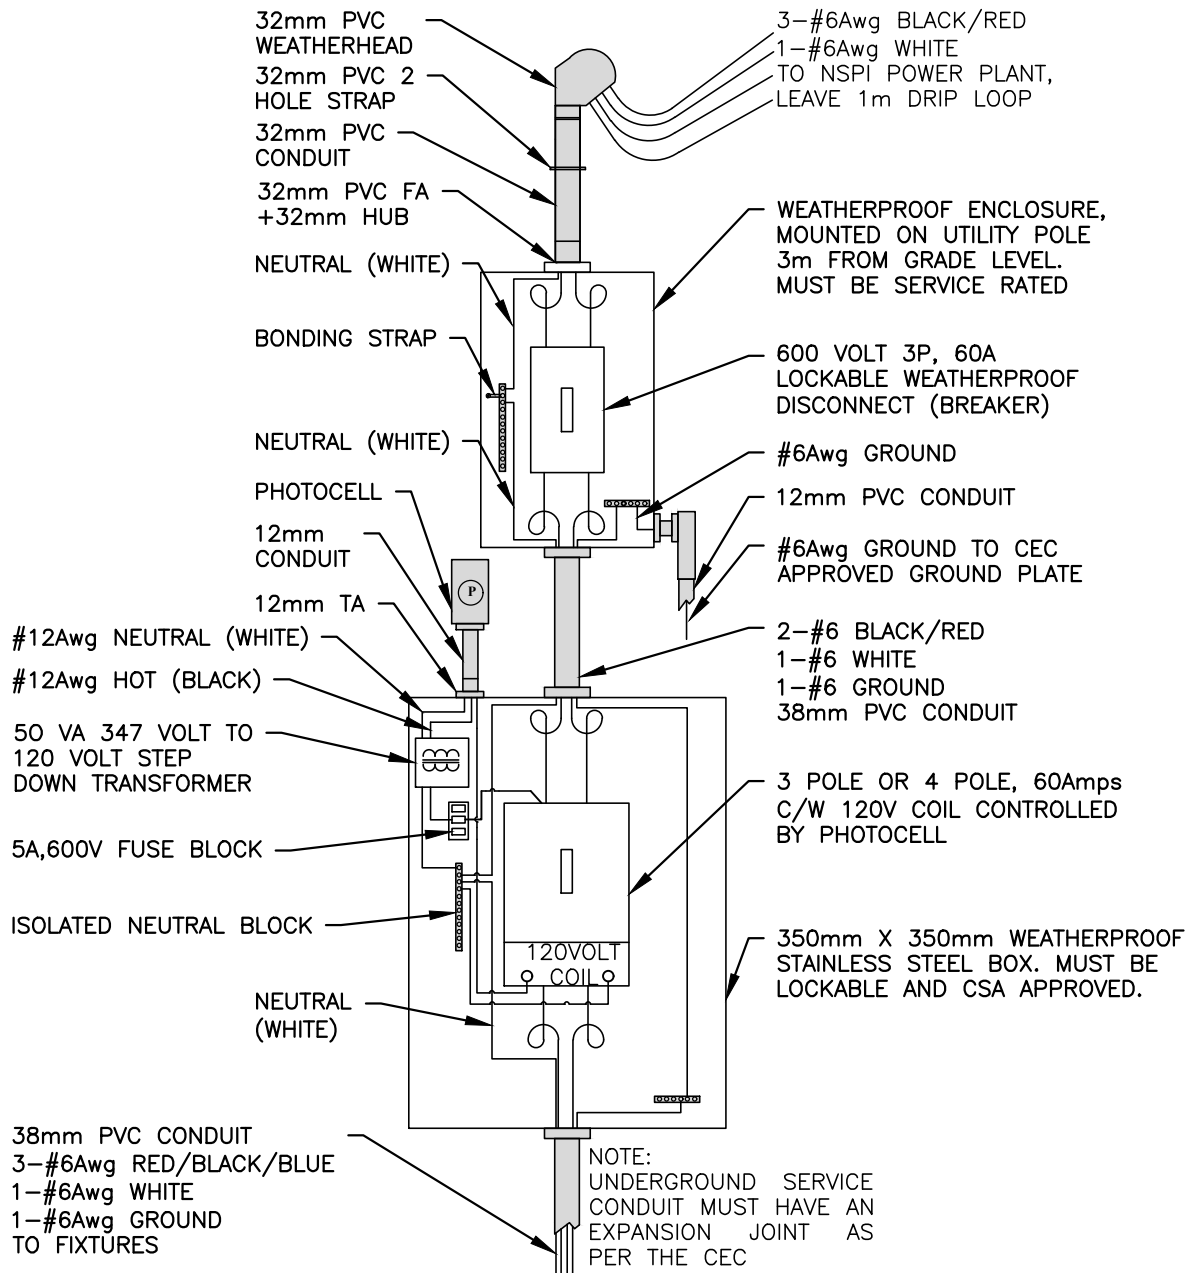 32mm PVC
WEATHERHEAD
32mm PVC 2
HOLE STRAP
32mm PVC
CONDUIT
32mm PVC FA
+32mm HUB
NEUTRAL (WHITE)
BONDING STRAP
NEUTRAL (WHITE)
PHOTOCELL
12mm
CONDUIT
12mm TA
#12Awg NEUTRAL (WHITE)
#12Awg HOT (BLACK)
50 VA 347 VOLT TO
120 VOLT STEP
DOWN TRANSFORMER
5A,600V FUSE BLOCK
ISOLATED NEUTRAL BLOCK
NEUTRAL
(WHITE)
38mm PVC CONDUIT
3-#6Awg RED/BLACK/BLUE
1-#6Awg WHITE
1-#6Awg GROUND
TO FIXTURES
P
120VOLT
COIL
3-#6Awg BLACK/RED
1-#6Awg WHITE
TO NSPI POWER PLANT,
LEAVE 1m DRIP LOOP
WEATHERPROOF ENCLOSURE,
MOUNTED ON UTILITY POLE
3m FROM GRADE LEVEL.
MUST BE SERVICE RATED
600 VOLT 3P, 60A
LOCKABLE WEATHERPROOF
DISCONNECT (BREAKER)
#6Awg GROUND
12mm PVC CONDUIT
#6Awg GROUND TO CEC
APPROVED GROUND PLATE
2-#6 BLACK/RED
1-#6 WHITE
1-#6 GROUND
38mm PVC CONDUIT
3 POLE OR 4 POLE, 60Amps
C/W 120V COIL CONTROLLED
BY PHOTOCELL
350mm X 350mm WEATHERPROOF
STAINLESS STEEL BOX. MUST BE
LOCKABLE AND CSA APPROVED.
NOTE:
UNDERGROUND SERVICE
CONDUIT MUST HAVE AN
EXPANSION JOINT AS
PER THE CEC